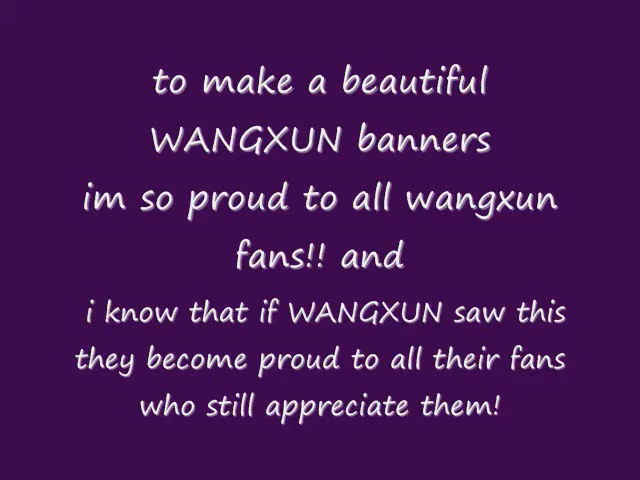 to make a beautiful
WANGXUN banners
im so proud to all wangxun
fans!! and
i know that if WANGXUN saw this
they become proud to all their fans
who still appreciate them!